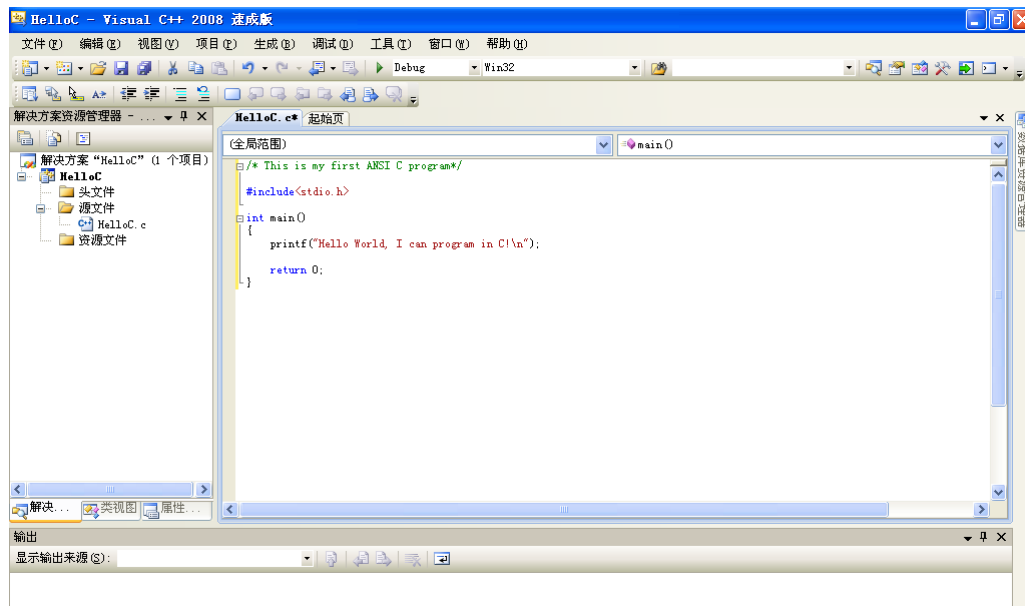 HelloC - Visual C++ 2008 速成版
文件(F) 编辑(E) 视图(V) 项目(P) 生成(B) 调试(D) 工具(T) 窗口(W) 帮助(H)
Debug Win32
解决方案资源管理器 - ...
HelloC.c* 起始页
(全局范围) main()
解决方案“HelloC”(1 个项目)
HelloC
头文件
源文件
HelloC.c
资源文件
/* This is my first ANSI C program*/
#include<stdio.h>
int main()
{
printf("Hello World, I can program in C!\n");
return 0;
}
解决... 类视图 属性...
输出
显示输出来源(S):